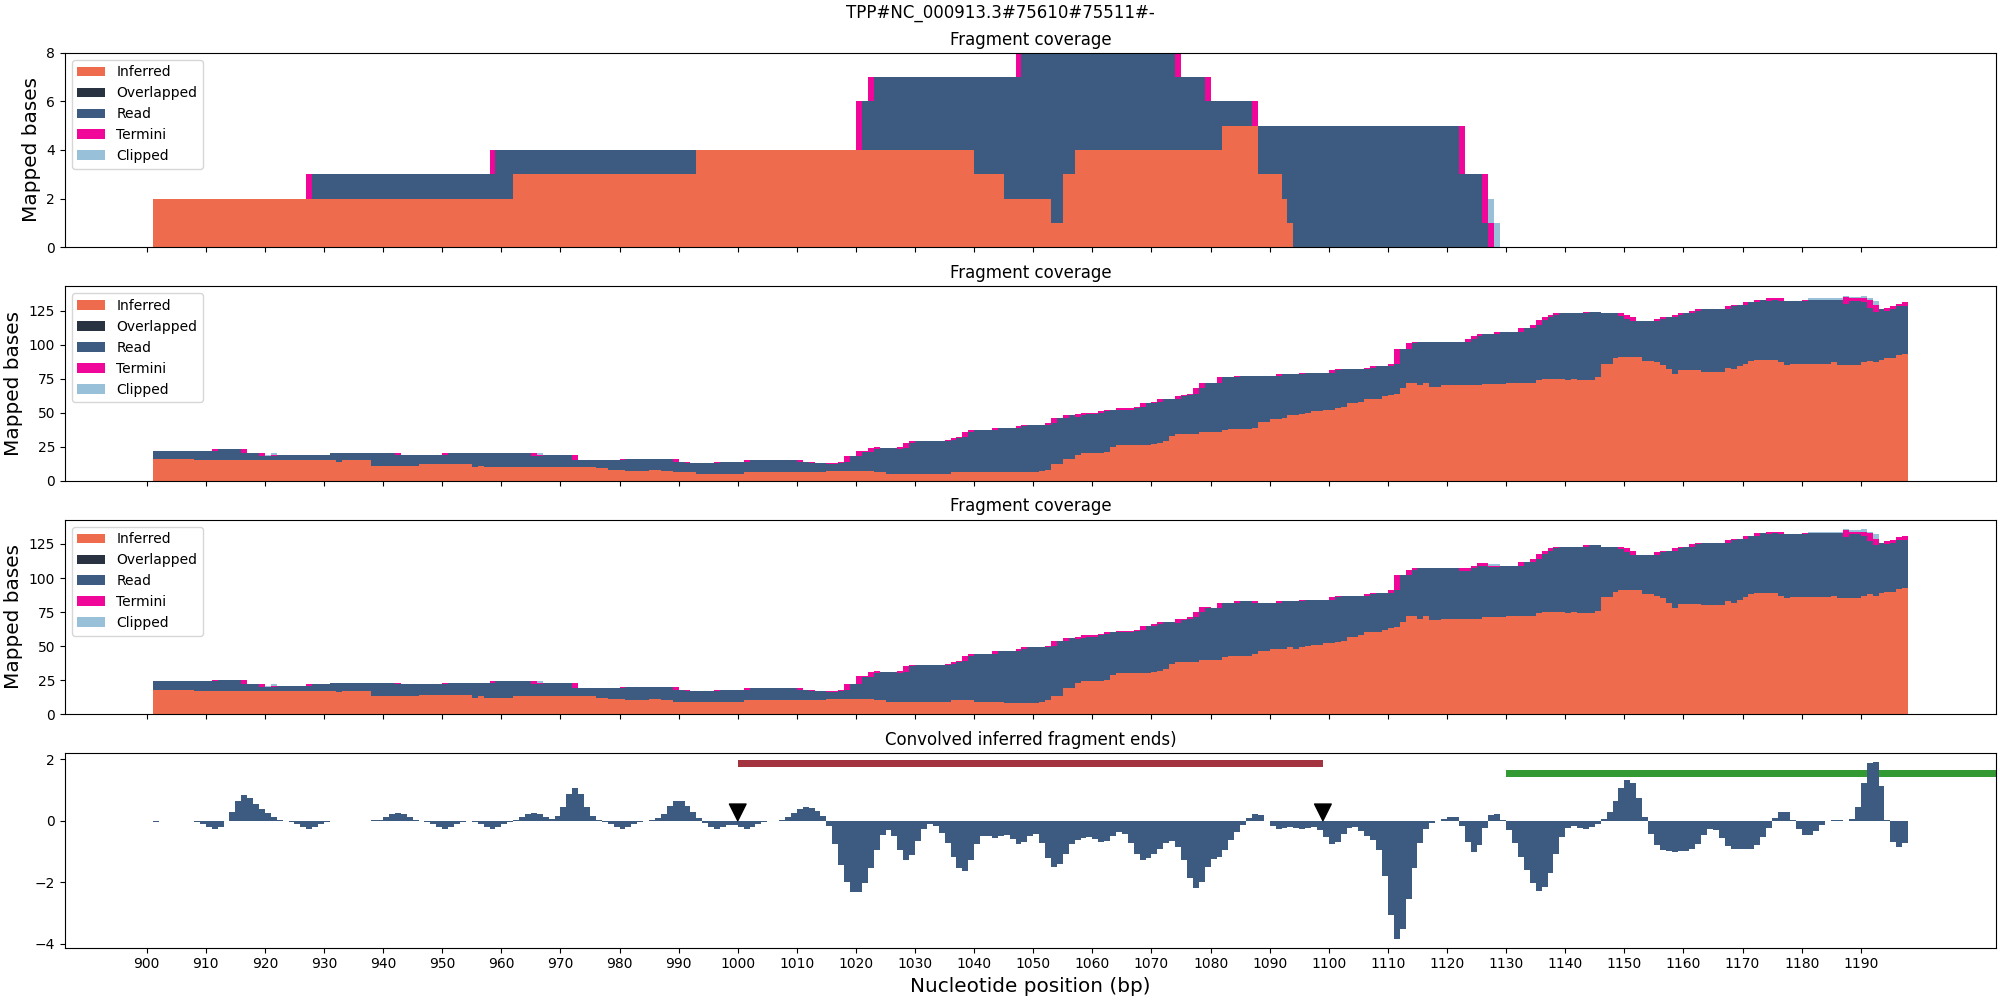 TPP#NC_000913.3#75610#75511#-
Fragment coverage
Mapped bases
8
6
4
2
0
Inferred
Overlapped
Read
Termini
Clipped
Fragment coverage
Mapped bases
125
100
75
50
25
0
Inferred
Overlapped
Read
Termini
Clipped
Fragment coverage
Mapped bases
125
100
75
50
25
0
Inferred
Overlapped
Read
Termini
Clipped
Convolved inferred fragment ends)
2
0
−2
−4
900 910 920 930 940 950 960 970 980 990 1000 1010 1020 1030 1040 1050 1060 1070 1080 1090 1100 1110 1120 1130 1140 1150 1160 1170 1180 1190
Nucleotide position (bp)